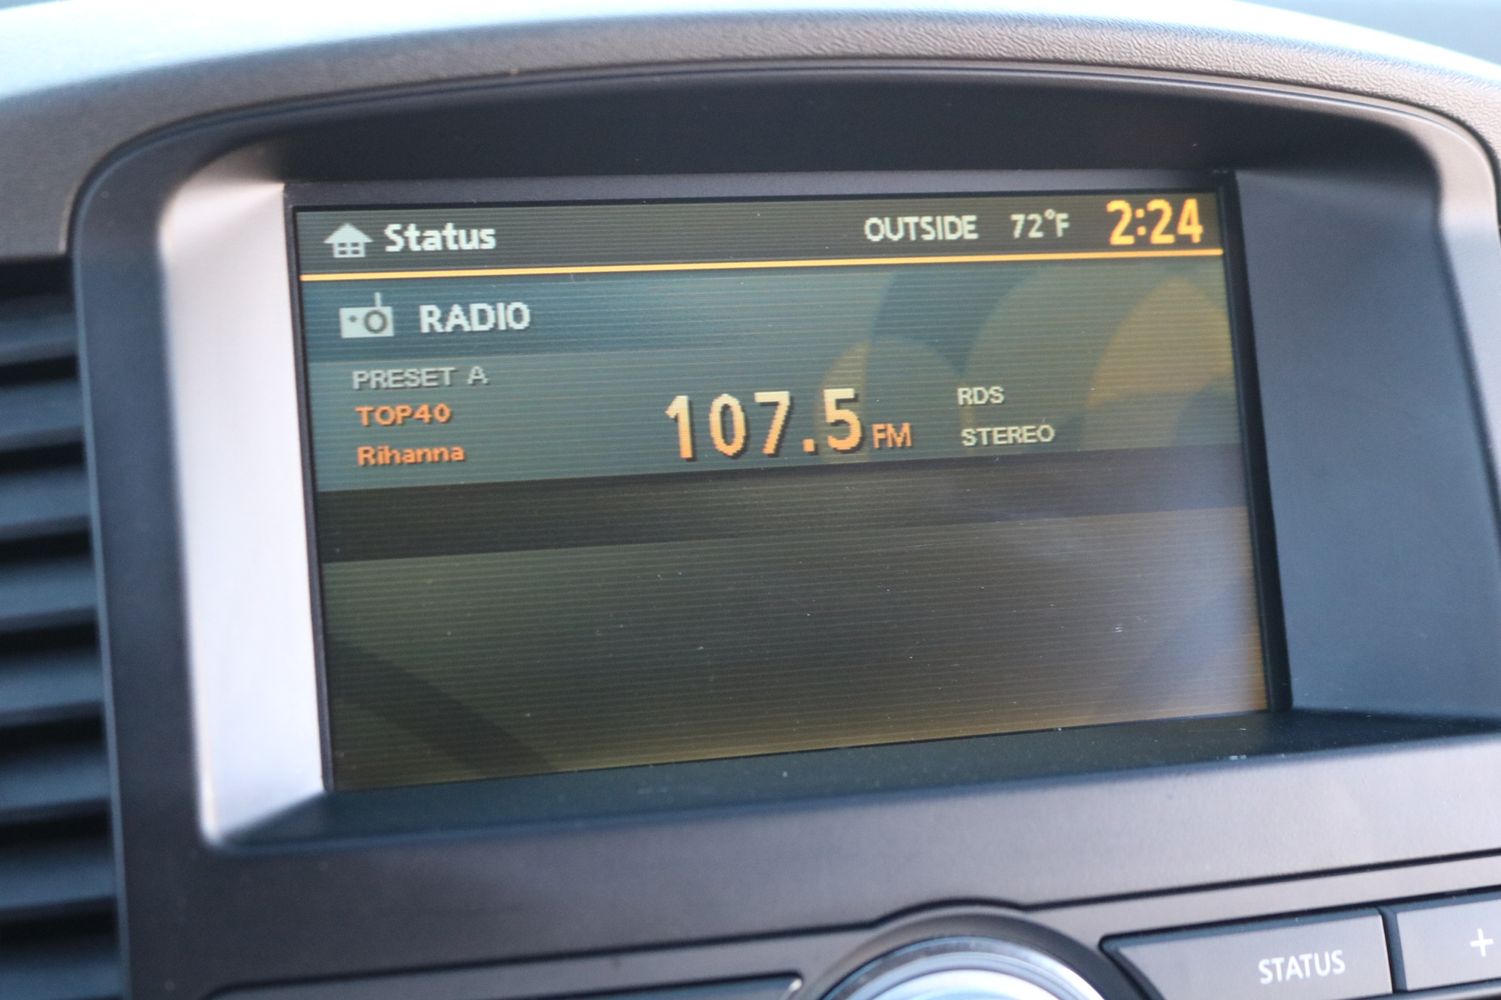 Status OUTSIDE 72°F 2:24
RADIO
PRESET A
TOP40
Rihanna
107.5 FM
RDS
STEREO
STATUS +